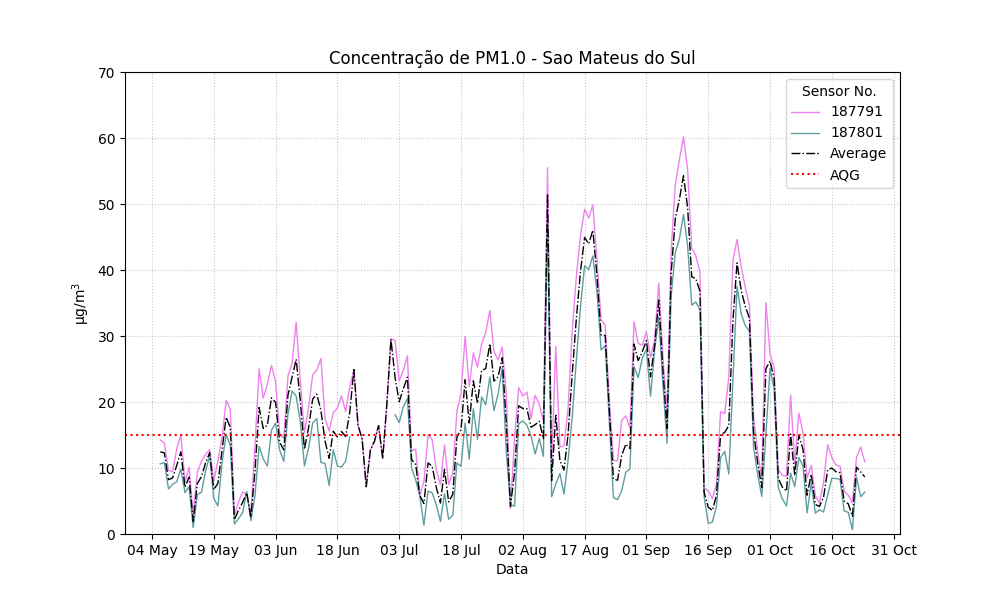 Concentração de PM1.0 - Sao Mateus do Sul
Sensor No.
187791
187801
Average
AQG
70
60
50
40
30
20
10
0
µg/m³
04 May 19 May 03 Jun 18 Jun 03 Jul 18 Jul 02 Aug 17 Aug 01 Sep 16 Sep 01 Oct 16 Oct 31 Oct
Data